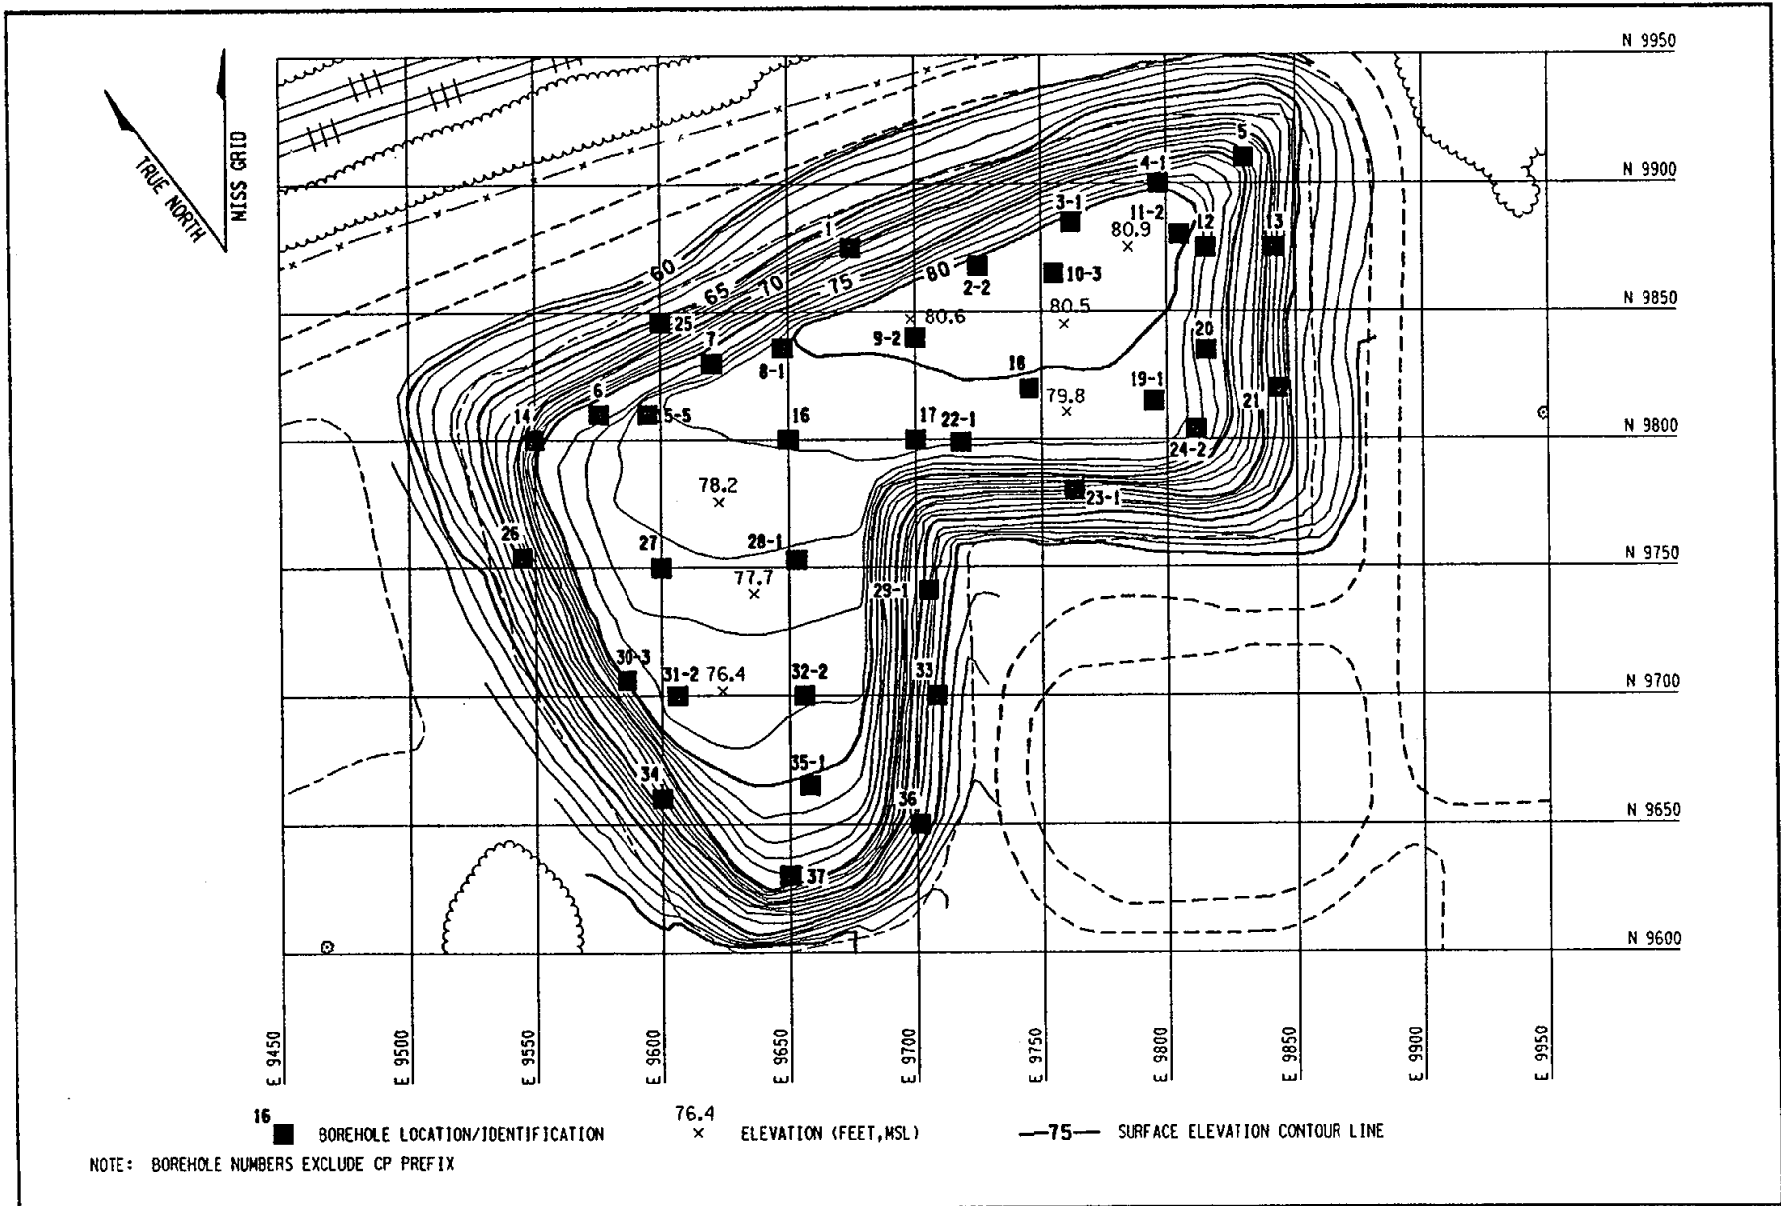 N 9950
TRUE NORTH
MISS GRID
5
N 9900
4-1
3-1
11-2
12
13
1
80.9
60
65
70
75
80
2-2
10-3
80.5
N 9850
80.6
25
7
9-2
20
8-1
18
19-1
6
79.8
21
14
15-5
16
17
22-1
N 9800
24-2
78.2
23-1
26
27
28-1
N 9750
77.7
29-1
30-3
31-2
76.4
32-2
33
N 9700
35-1
34
36
N 9650
37
N 9600
E 9450
E 9500
E 9550
E 9600
E 9650
E 9700
E 9750
E 9800
E 9850
E 9900
E 9950
16
BOREHOLE LOCATION/IDENTIFICATION
76.4
× ELEVATION (FEET,MSL)
—75— SURFACE ELEVATION CONTOUR LINE
NOTE: BOREHOLE NUMBERS EXCLUDE CP PREFIX